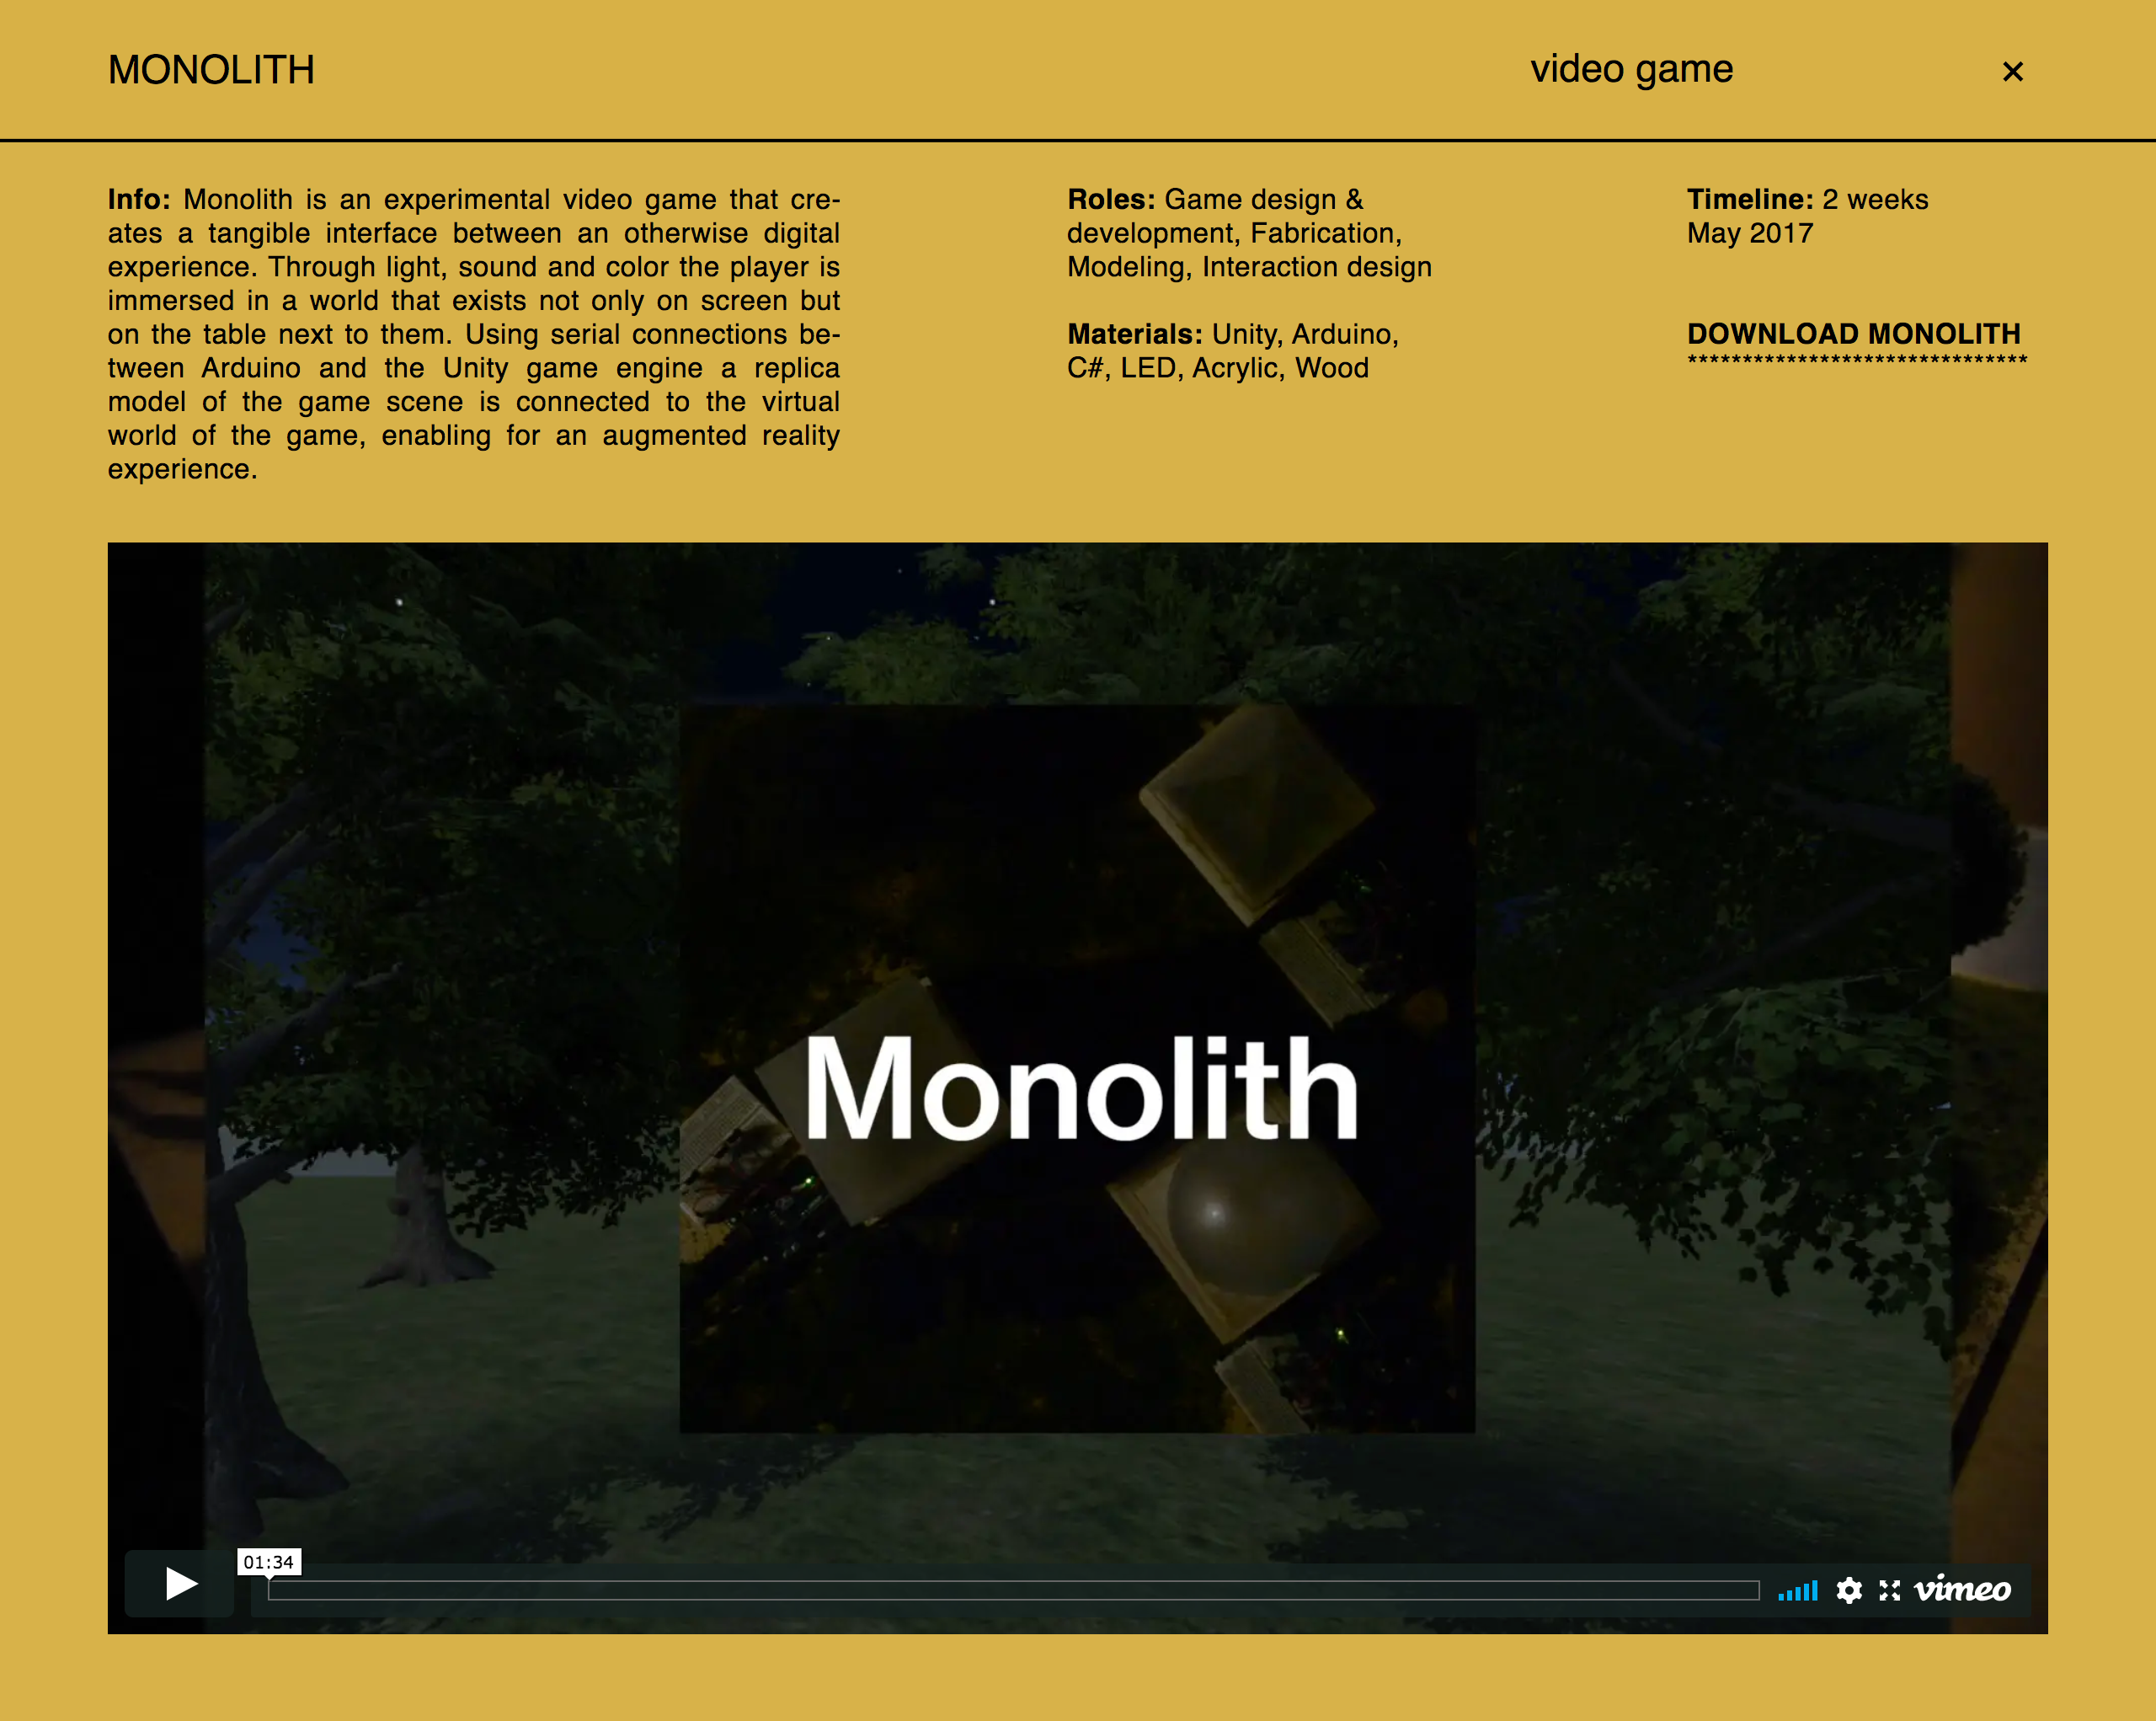 MONOLITH
video game
×
Info: Monolith is an experimental video game that cre-
ates a tangible interface between an otherwise digital
experience. Through light, sound and color the player is
immersed in a world that exists not only on screen but
on the table next to them. Using serial connections be-
tween Arduino and the Unity game engine a replica
model of the game scene is connected to the virtual
world of the game, enabling for an augmented reality
experience.
Roles: Game design &
development, Fabrication,
Modeling, Interaction design
Materials: Unity, Arduino,
C#, LED, Acrylic, Wood
Timeline: 2 weeks
May 2017
DOWNLOAD MONOLITH
*******************************
Monolith
01:34
vimeo